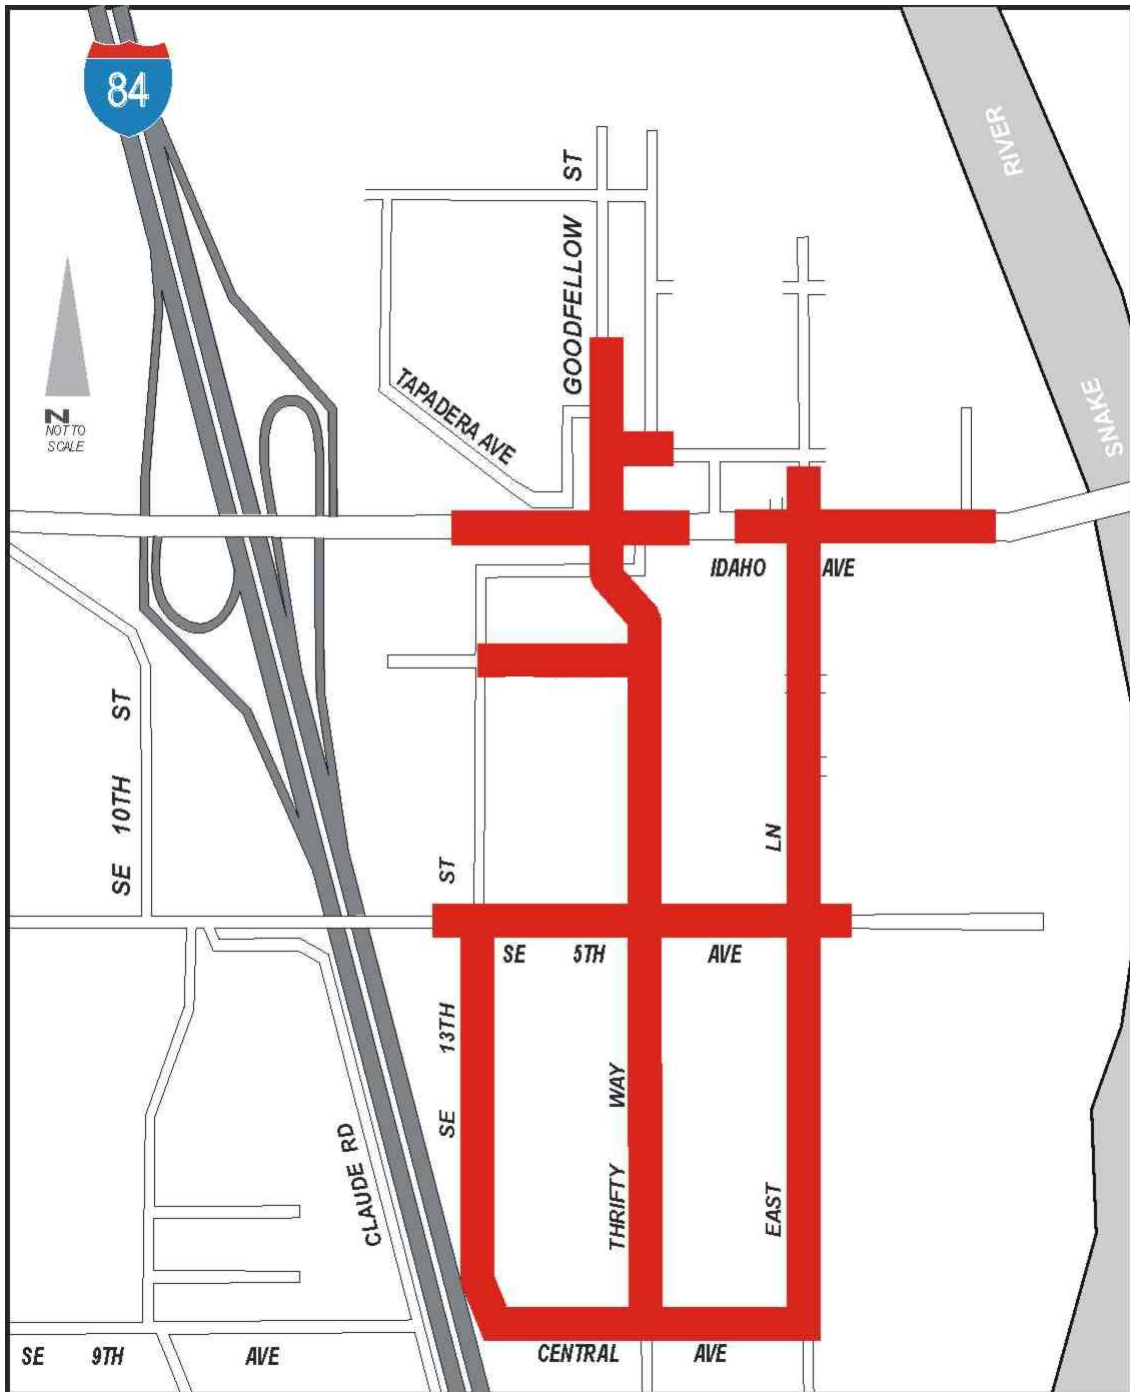 84
RIVER
SNAKE
GOODFELLOW ST
TAPADERA AVE
N
NOT TO
SCALE
IDAHO AVE
SE 10TH ST
SE 13TH ST
EAST LN
SE 5TH AVE
THRIFTY WAY
CLAUDE RD
SE 9TH AVE
CENTRAL AVE